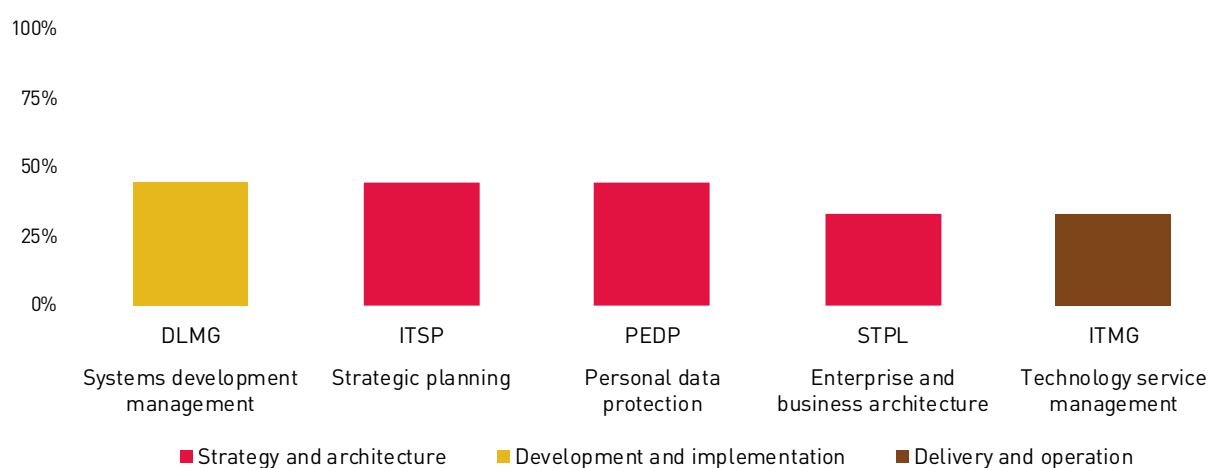 100%
75%
50%
25%
0%
DLMG
ITSP
PEDP
STPL
ITMG
Systems development
management
Strategic planning
Personal data
protection
Enterprise and
business architecture
Technology service
management
Strategy and architecture
Development and implementation
Delivery and operation